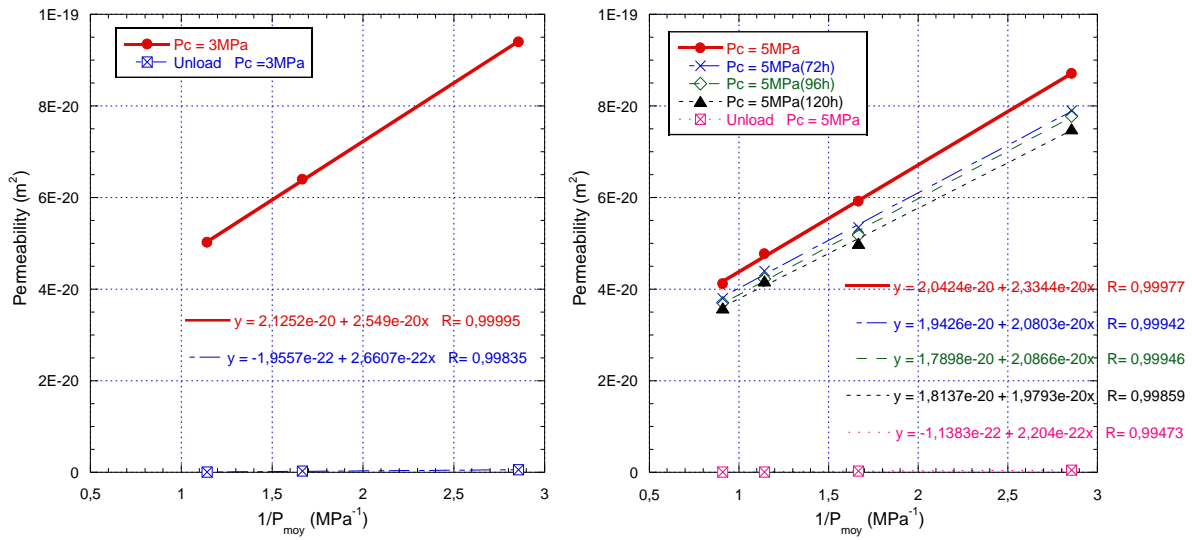 1E-19
8E-20
6E-20
4E-20
2E-20
0
Permeability (m²)
Pc = 3MPa
Unload Pc =3MPa
y = 2,1252e-20 + 2,549e-20x R= 0,99995
y = -1,9557e-22 + 2,6607e-22x R= 0,99835
0,5 1 1,5 2 2,5 3
1/Pmoy (MPa⁻¹)
1E-19
8E-20
6E-20
4E-20
2E-20
0
Permeability (m²)
Pc = 5MPa
Pc = 5MPa(72h)
Pc = 5MPa(96h)
Pc = 5MPa(120h)
Unload Pc = 5MPa
y = 2,0424e-20 + 2,3344e-20x R= 0,99977
y = 1,9426e-20 + 2,0803e-20x R= 0,99942
y = 1,7898e-20 + 2,0866e-20x R= 0,99946
y = 1,8137e-20 + 1,9793e-20x R= 0,98859
y = -1,1383e-22 + 2,204e-22x R= 0,99473
0,5 1 1,5 2 2,5 3
1/Pmoy (MPa⁻¹)